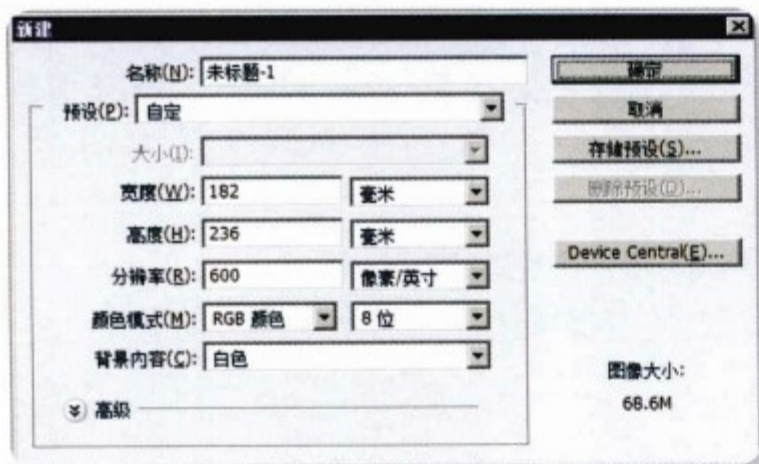 新建
名称(N): 未标题-1
确定
预设(P): 自定
取消
大小(I):
存储预设(S)...
宽度(W): 182 毫米
删除预设(D)...
高度(H): 236 毫米
分辨率(R): 600 像素/英寸
Device Central(E)...
颜色模式(M): RGB 颜色 8 位
背景内容(C): 白色
图像大小:
高级
68.6M